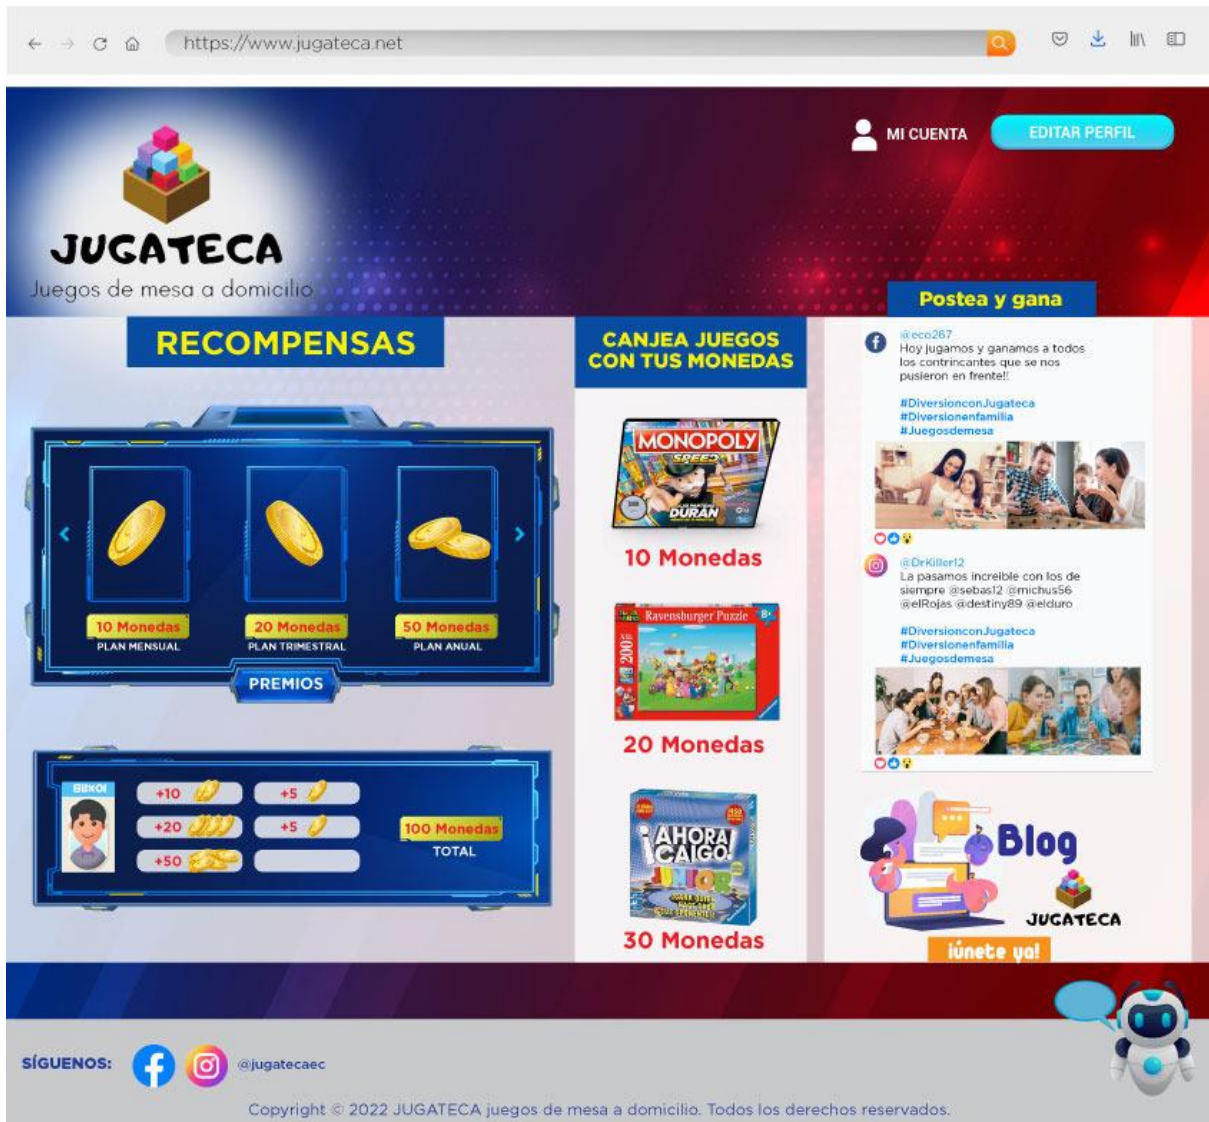 https://www.jugateca.net
MI CUENTA
EDITAR PERFIL
JUGATECA
Juegos de mesa a domicilio
Postea y gana
RECOMPENSAS
CANJEA JUEGOS
CON TUS MONEDAS
@eco267
Hoy jugamos y ganamos a todos
los contrincantes que se nos
pusieron en frente!!
#DiversionconJugateca
#Diversionenfamilia
#Juegosdemesa
MONOPOLY
SPEED
DURAN
10 Monedas
@DrKiller12
La pasamos increible con los de
siempre @sebas12 @michus56
@elRojas @destiny89 @elduro
#DiversionconJugateca
#Diversionenfamilia
#Juegosdemesa
10 Monedas
PLAN MENSUAL
20 Monedas
PLAN TRIMESTRAL
50 Monedas
PLAN ANUAL
PREMIOS
Ravensburger Puzzle
8+
200
20 Monedas
+10
+5
+20
+5
+50
100 Monedas
TOTAL
¡AHORA
CAIGO!
JUNIOR
30 Monedas
Blog
JUGATECA
¡únete ya!
SÍGUENOS:
@jugatecaec
Copyright © 2022 JUGATECA juegos de mesa a domicilio. Todos los derechos reservados.